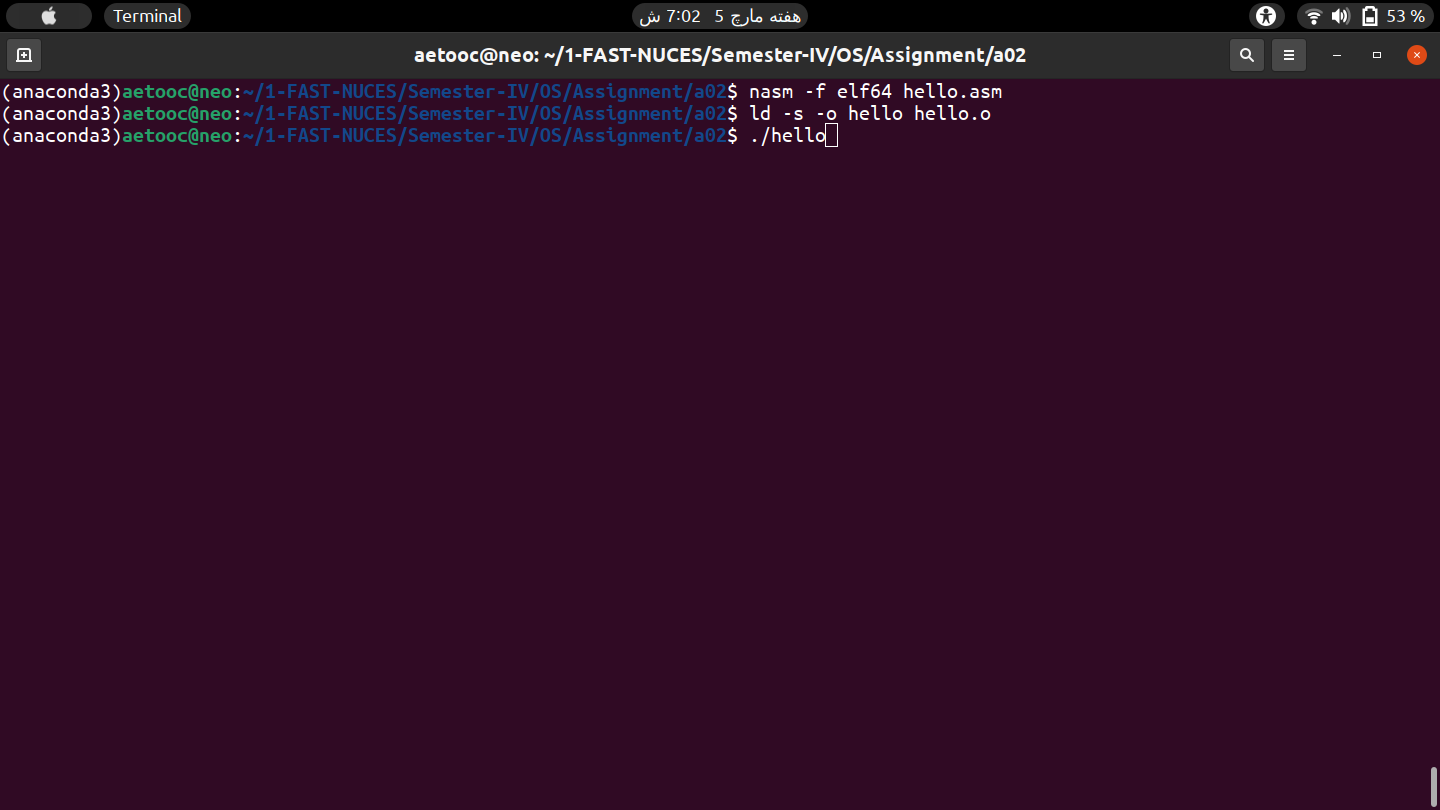 Terminal
هفته مارچ 5 7:02 ش
53 %
aetooc@neo: ~/1-FAST-NUCES/Semester-IV/OS/Assignment/a02
(anaconda3)aetooc@neo:~/1-FAST-NUCES/Semester-IV/OS/Assignment/a02$ nasm -f elf64 hello.asm
(anaconda3)aetooc@neo:~/1-FAST-NUCES/Semester-IV/OS/Assignment/a02$ ld -s -o hello hello.o
(anaconda3)aetooc@neo:~/1-FAST-NUCES/Semester-IV/OS/Assignment/a02$ ./hello